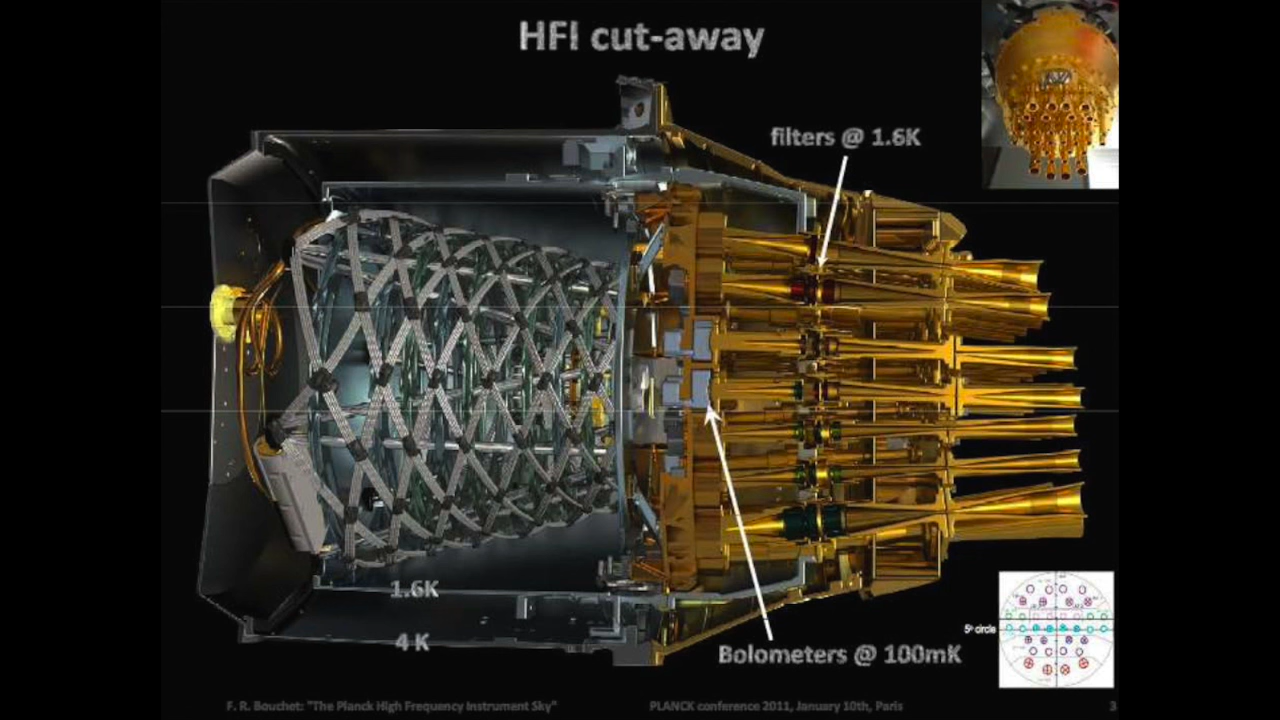 HFI cut-away
filters @ 1.6K
1.6K
4 K
5º circle
Bolometers @ 100mK
F. R. Bouchet: "The Planck High Frequency Instrument Sky"
PLANCK conference 2011, January 10th, Paris
3